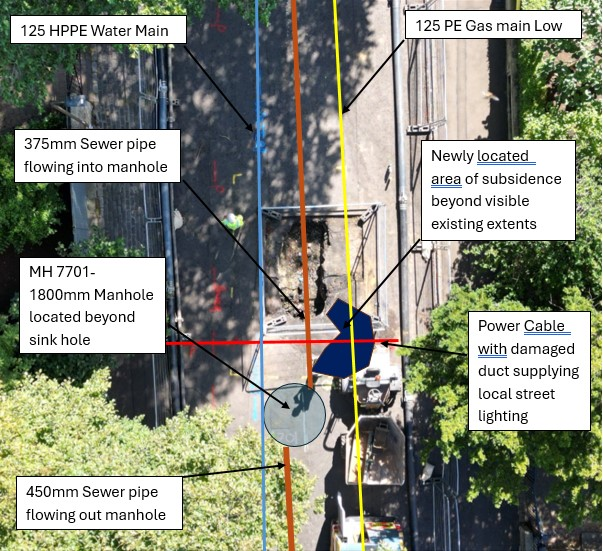 125 HPPE Water Main
125 PE Gas main Low
375mm Sewer pipe
flowing into manhole
Newly located
area of subsidence
beyond visible
existing extents
MH 7701-
1800mm Manhole
located beyond
sink hole
Power Cable
with damaged
duct supplying
local street
lighting
450mm Sewer pipe
flowing out manhole